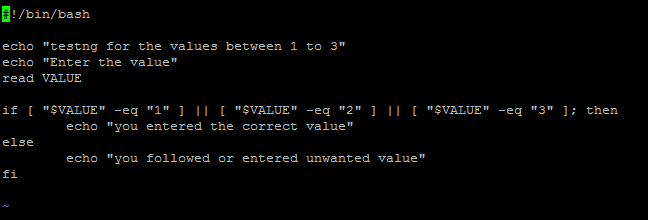 #!/bin/bash
echo "testng for the values between 1 to 3"
echo "Enter the value"
read VALUE
if [ "$VALUE" -eq "1" ] || [ "$VALUE" -eq "2" ] || [ "$VALUE" -eq "3" ]; then
        echo "you entered the correct value"
else
        echo "you followed or entered unwanted value"
fi
~